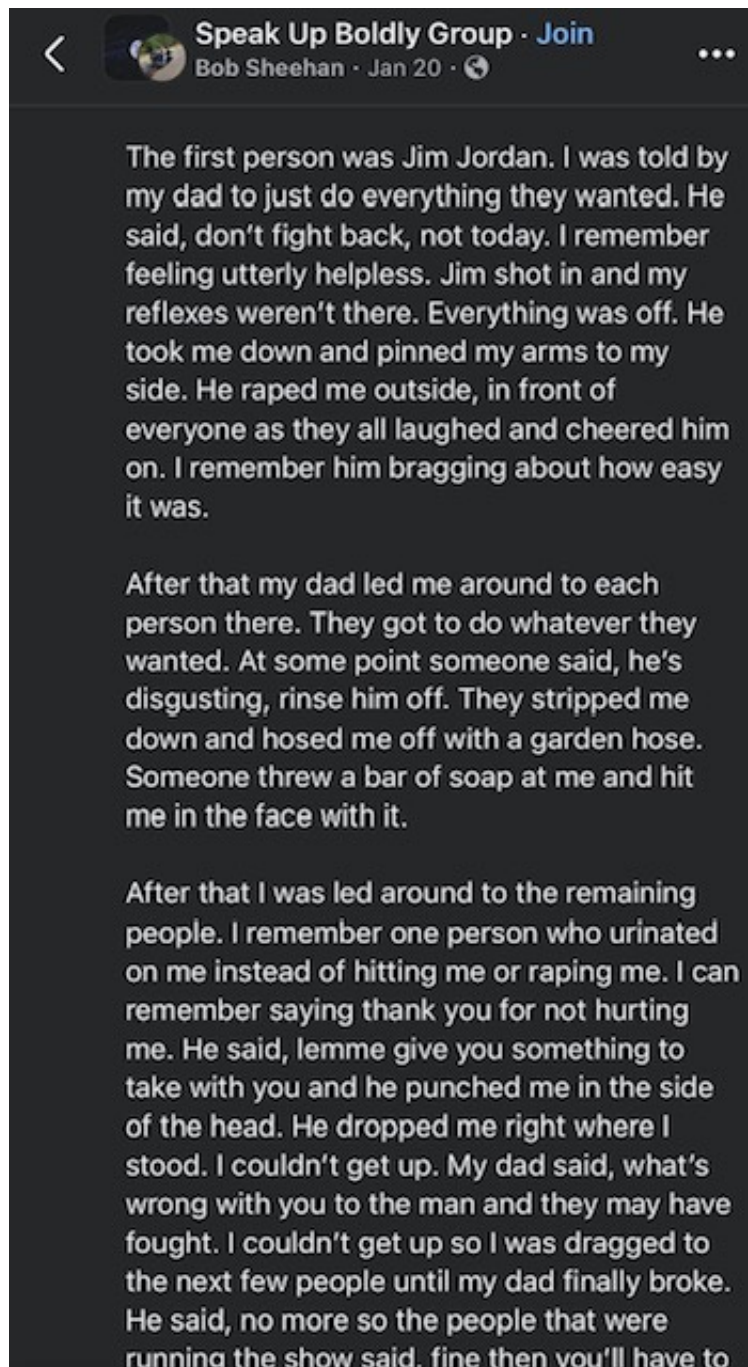 Speak Up Boldly Group · Join
Bob Sheehan · Jan 20 ·
The first person was Jim Jordan. I was told by
my dad to just do everything they wanted. He
said, don't fight back, not today. I remember
feeling utterly helpless. Jim shot in and my
reflexes weren't there. Everything was off. He
took me down and pinned my arms to my
side. He raped me outside, in front of
everyone as they all laughed and cheered him
on. I remember him bragging about how easy
it was.
After that my dad led me around to each
person there. They got to do whatever they
wanted. At some point someone said, he's
disgusting, rinse him off. They stripped me
down and hosed me off with a garden hose.
Someone threw a bar of soap at me and hit
me in the face with it.
After that I was led around to the remaining
people. I remember one person who urinated
on me instead of hitting me or raping me. I can
remember saying thank you for not hurting
me. He said, lemme give you something to
take with you and he punched me in the side
of the head. He dropped me right where I
stood. I couldn't get up. My dad said, what's
wrong with you to the man and they may have
fought. I couldn't get up so I was dragged to
the next few people until my dad finally broke.
He said, no more so the people that were
running the show said, fine then you'll have to